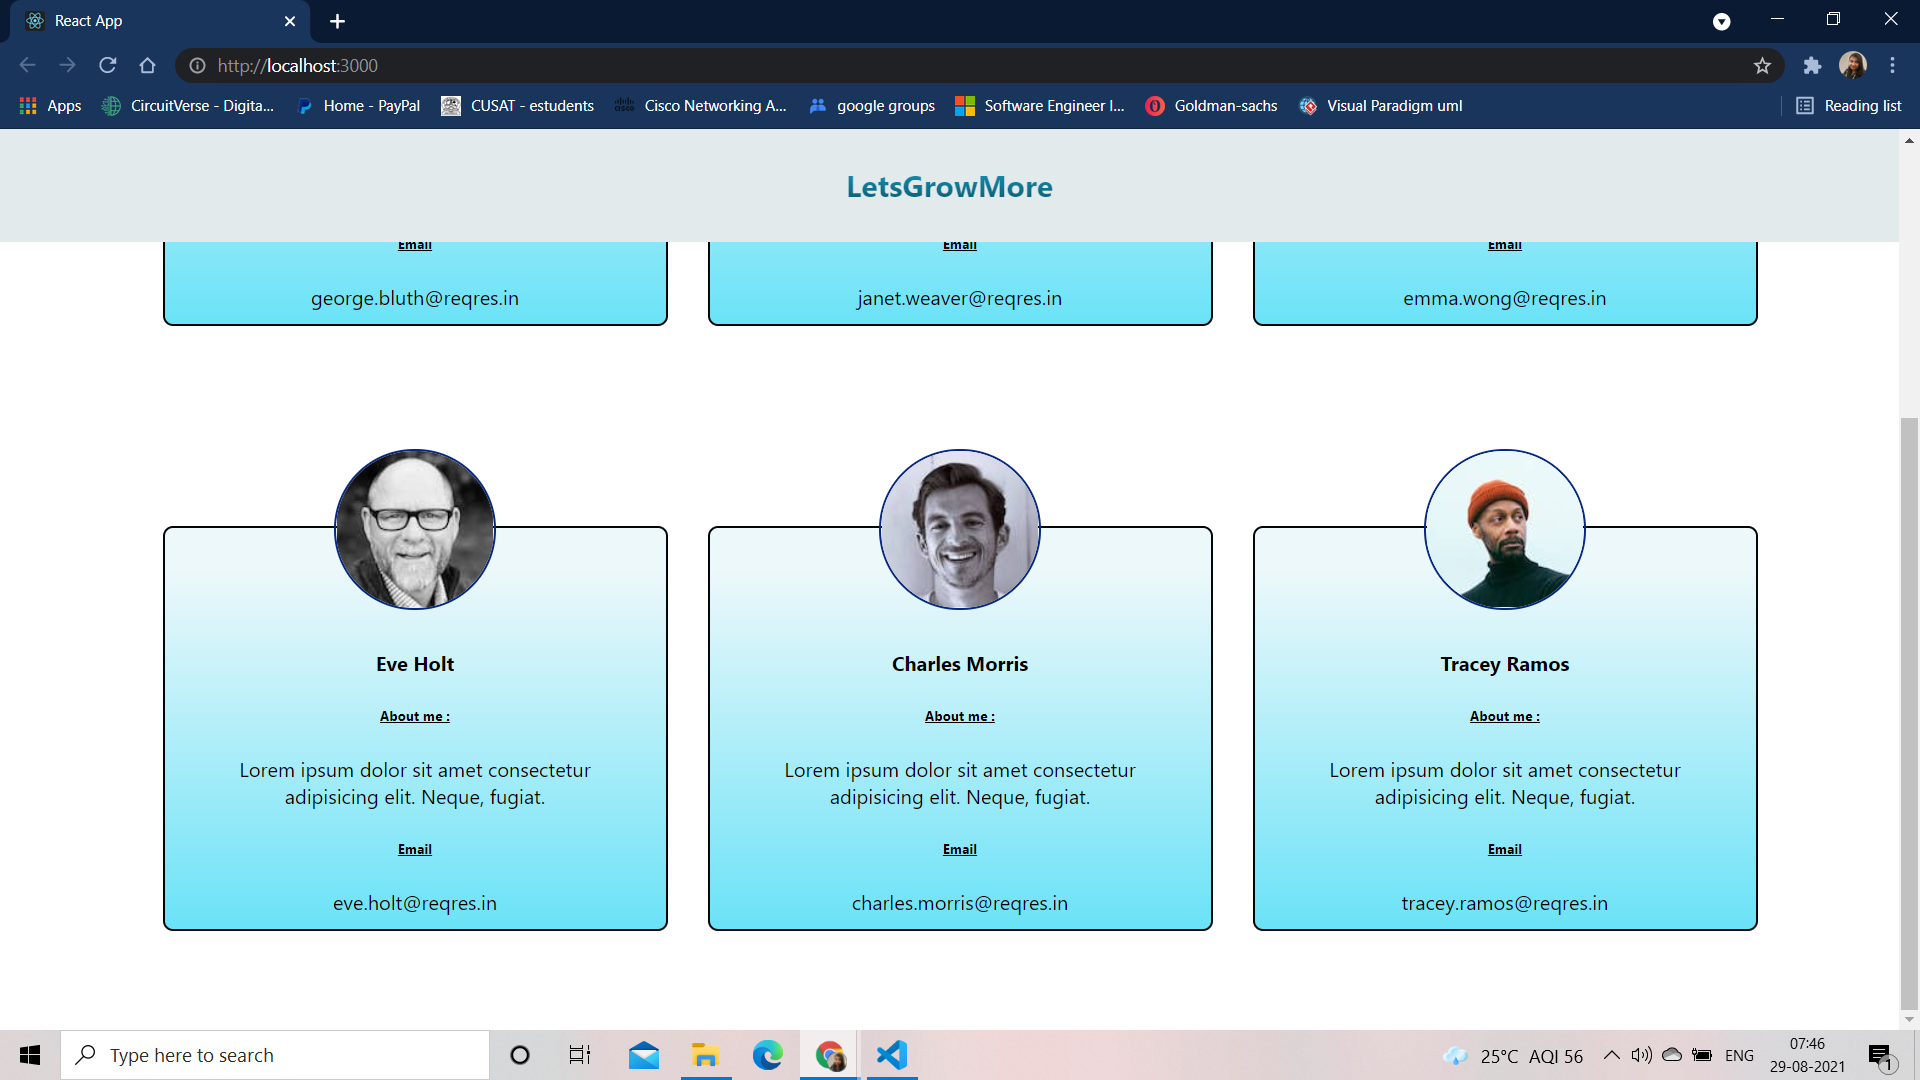 React App
http://localhost:3000
Apps
CircuitVerse - Digita...
Home - PayPal
CUSAT - estudents
Cisco Networking A...
google groups
Software Engineer I...
Goldman-sachs
Visual Paradigm uml
Reading list
LetsGrowMore
Email
Email
Email
george.bluth@reqres.in
janet.weaver@reqres.in
emma.wong@reqres.in
Eve Holt
About me :
Lorem ipsum dolor sit amet consectetur
adipisicing elit. Neque, fugiat.
Email
eve.holt@reqres.in
Charles Morris
About me :
Lorem ipsum dolor sit amet consectetur
adipisicing elit. Neque, fugiat.
Email
charles.morris@reqres.in
Tracey Ramos
About me :
Lorem ipsum dolor sit amet consectetur
adipisicing elit. Neque, fugiat.
Email
tracey.ramos@reqres.in
Type here to search
25°C AQI 56
ENG
07:46
29-08-2021
1